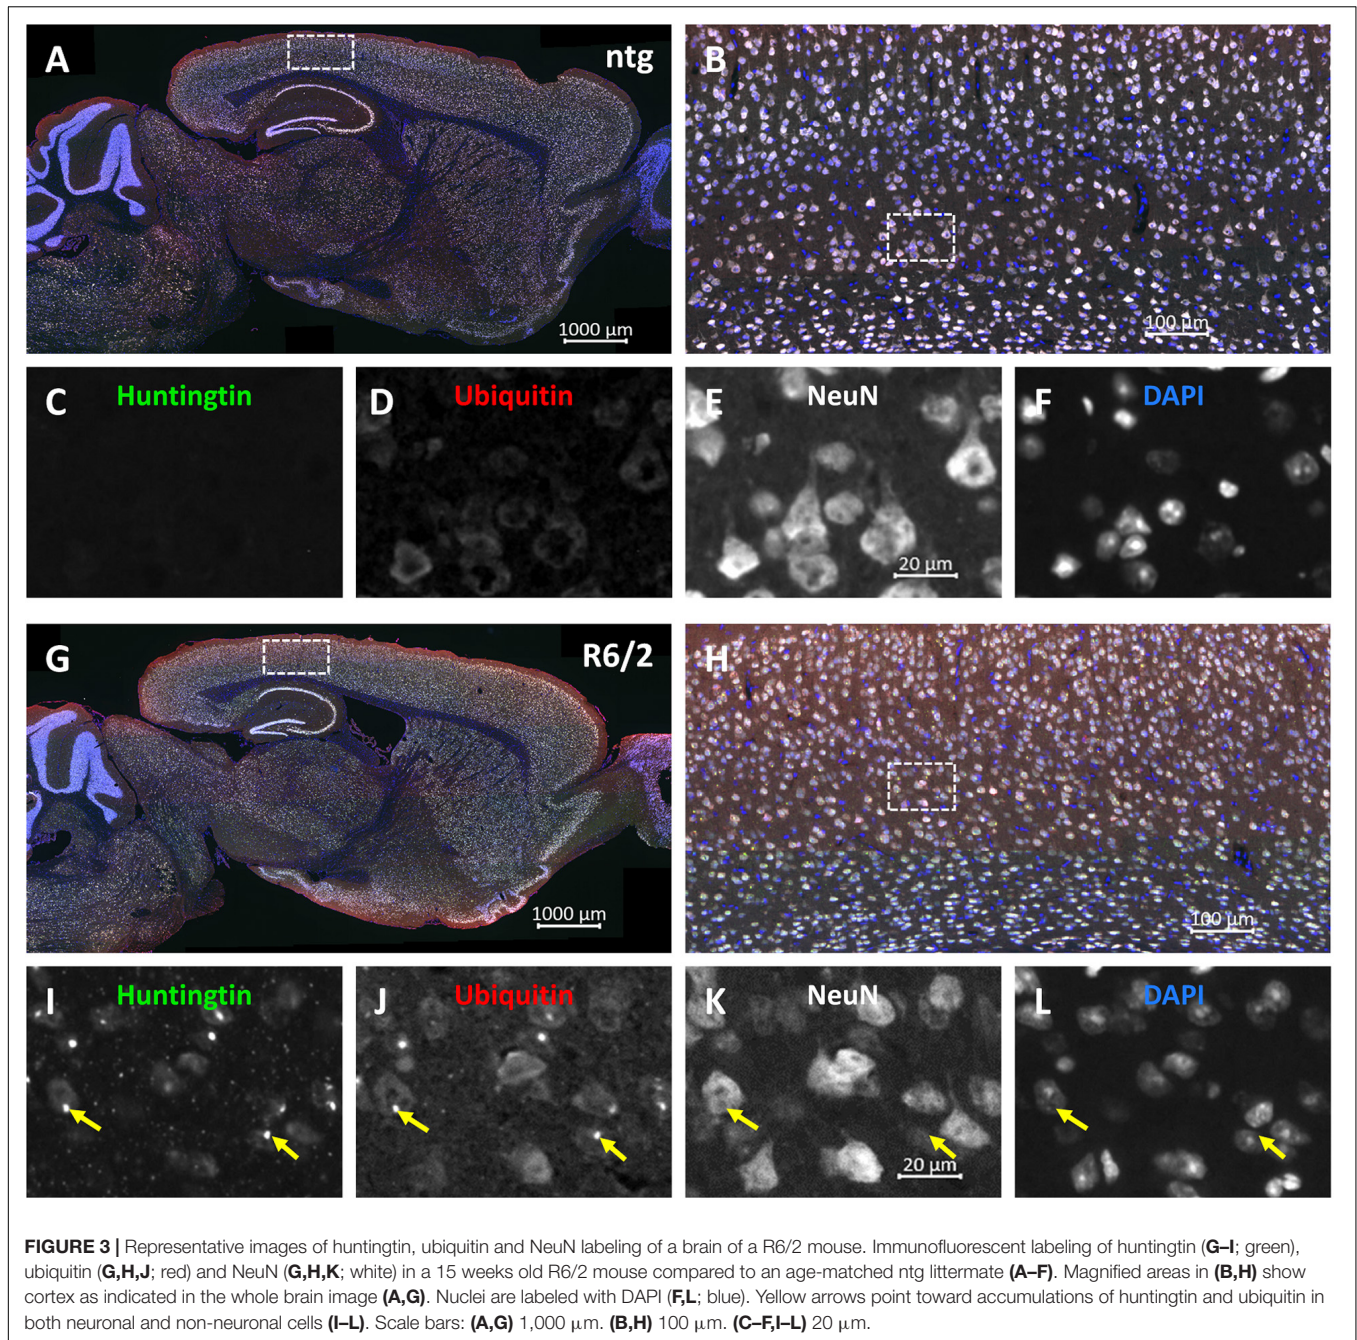 A ntg
1000 µm
B
100 µm
C Huntingtin
D Ubiquitin
E NeuN
20 µm
F DAPI
G R6/2
1000 µm
H
100 µm
I Huntingtin
J Ubiquitin
K NeuN
20 µm
L DAPI
FIGURE 3 | Representative images of huntingtin, ubiquitin and NeuN labeling of a brain of a R6/2 mouse. Immunofluorescent labeling of huntingtin (G–I; green),
ubiquitin (G,H,J; red) and NeuN (G,H,K; white) in a 15 weeks old R6/2 mouse compared to an age-matched ntg littermate (A–F). Magnified areas in (B,H) show
cortex as indicated in the whole brain image (A,G). Nuclei are labeled with DAPI (F,L; blue). Yellow arrows point toward accumulations of huntingtin and ubiquitin in
both neuronal and non-neuronal cells (I–L). Scale bars: (A,G) 1,000 µm. (B,H) 100 µm. (C–F,I–L) 20 µm.